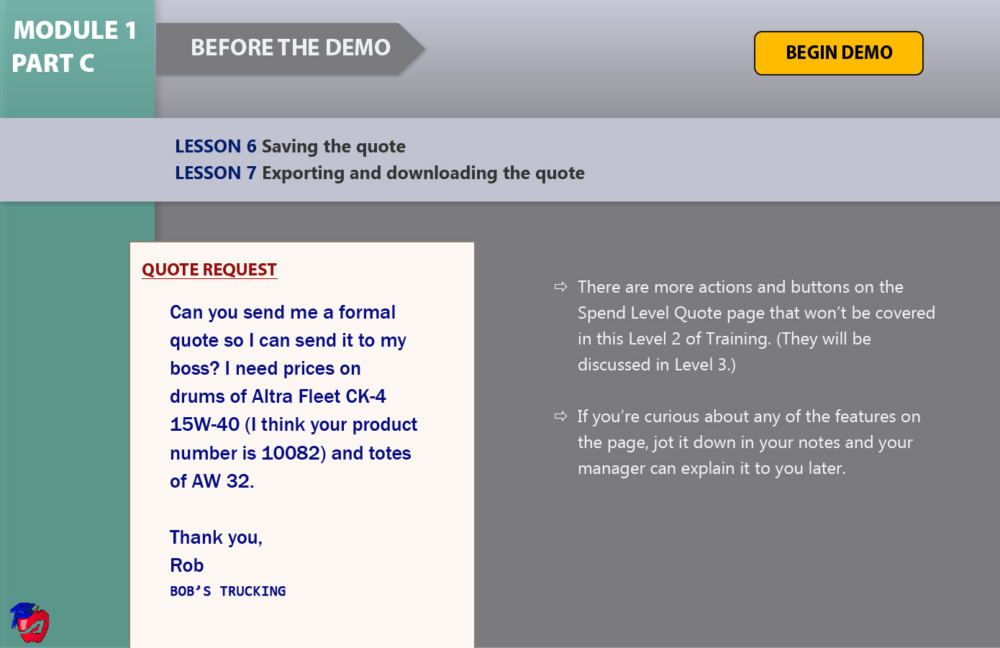 MODULE 1
PART C
BEFORE THE DEMO
BEGIN DEMO
LESSON 6 Saving the quote
LESSON 7 Exporting and downloading the quote
QUOTE REQUEST
Can you send me a formal
quote so I can send it to my
boss? I need prices on
drums of Altra Fleet CK-4
15W-40 (I think your product
number is 10082) and totes
of AW 32.
Thank you,
Rob
BOB’S TRUCKING
⇨ There are more actions and buttons on the
Spend Level Quote page that won’t be covered
in this Level 2 of Training. (They will be
discussed in Level 3.)
⇨ If you’re curious about any of the features on
the page, jot it down in your notes and your
manager can explain it to you later.